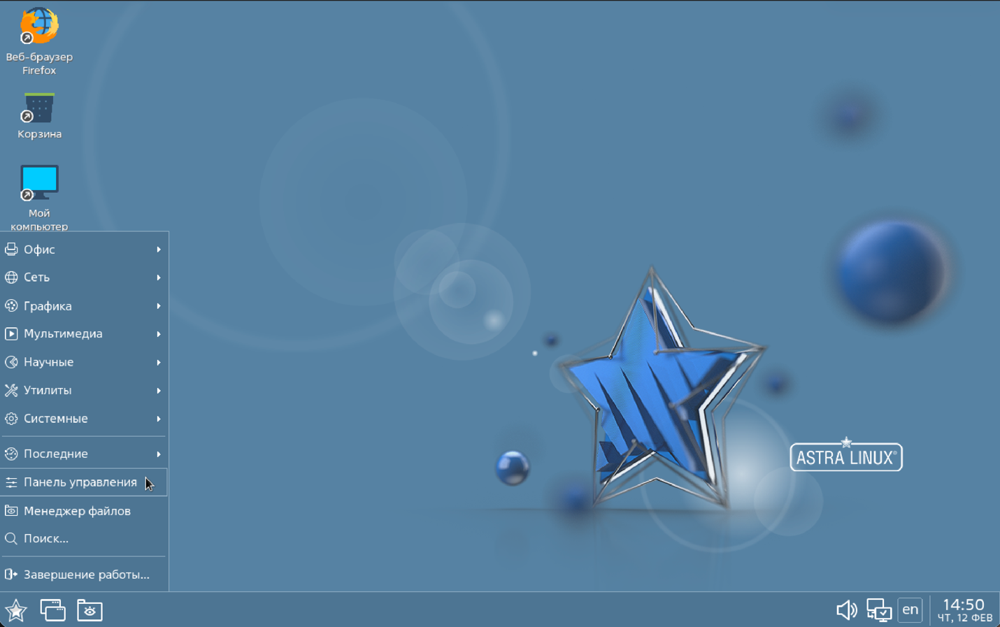 Веб-браузер
Firefox
Корзина
Мой
компьютер
Офис
Сеть
Графика
Мультимедиа
Научные
Утилиты
Системные
Последние
Панель управления
Менеджер файлов
Поиск...
Завершение работы...
ASTRA LINUX®
en
14:50
ЧТ, 12 ФЕВ